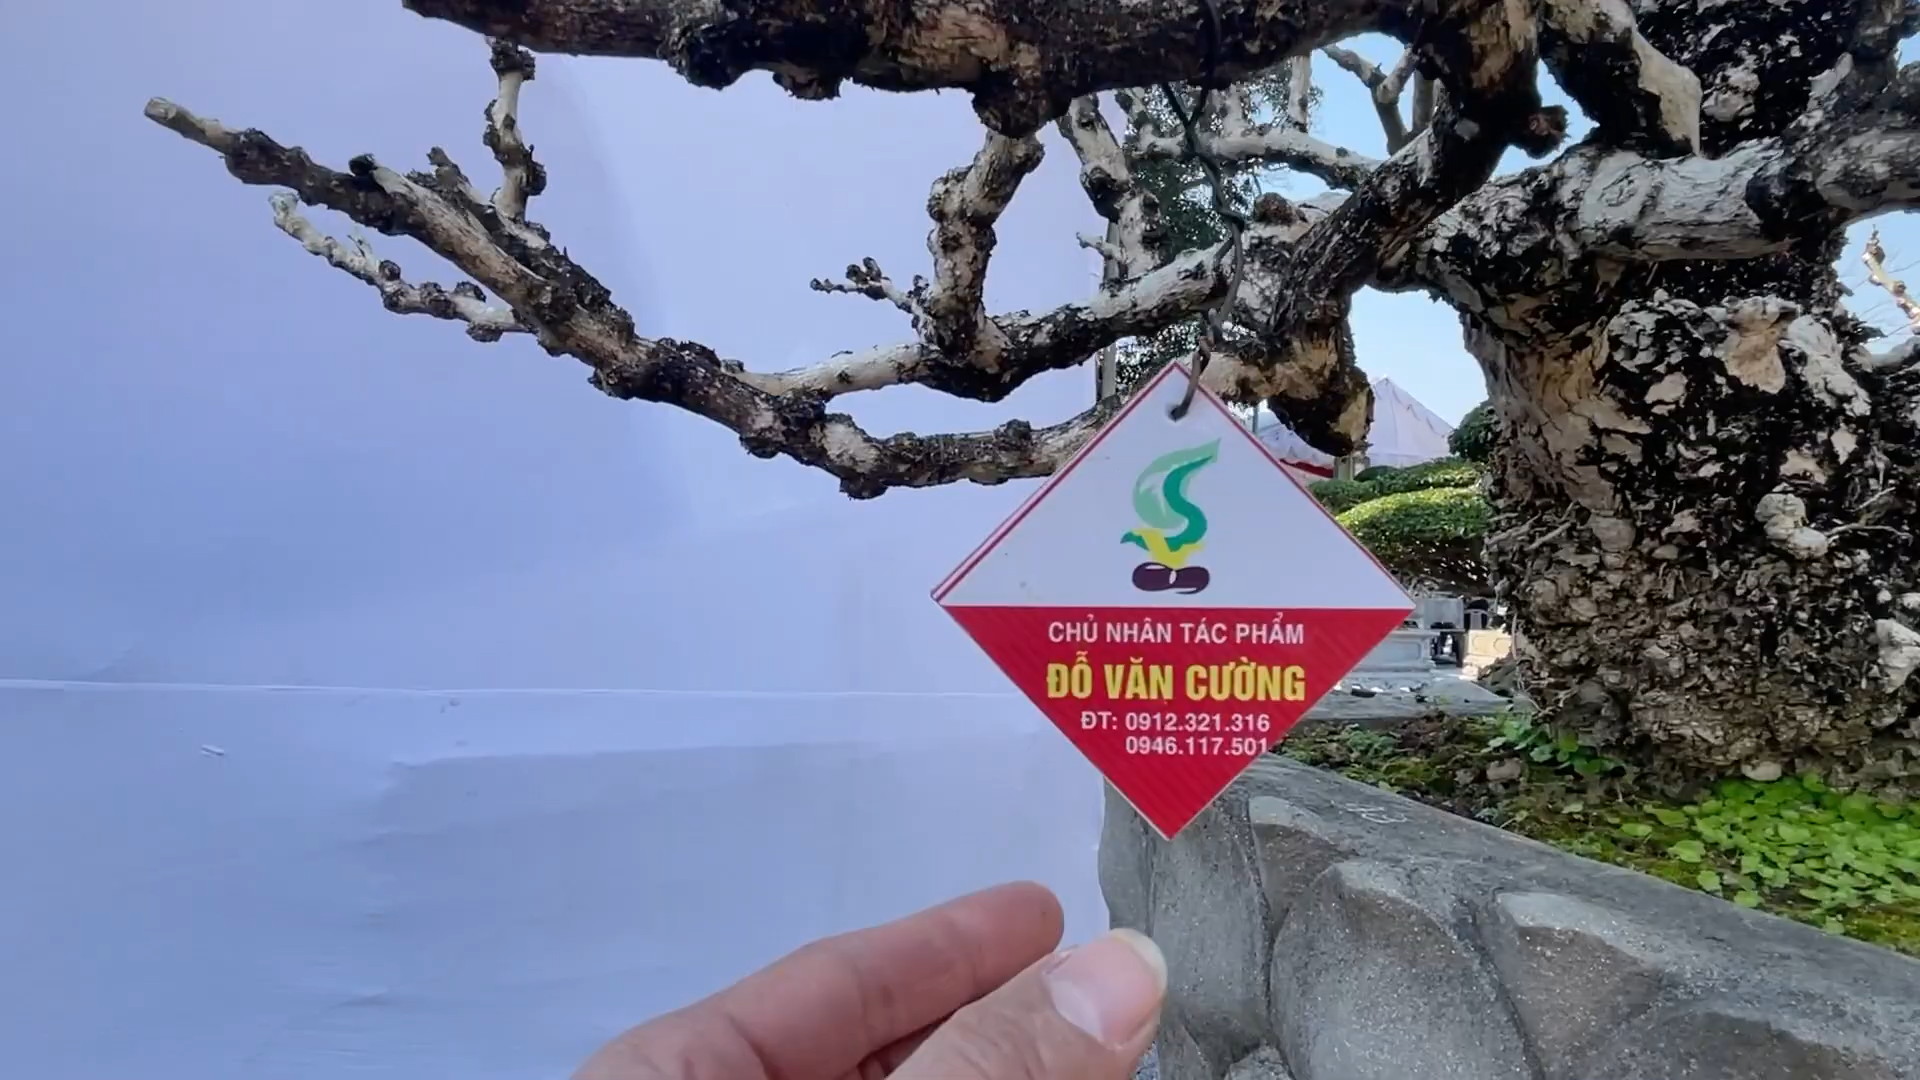 CHỦ NHÂN TÁC PHẨM
ĐỖ VĂN CƯỜNG
ĐT: 0912.321.316
0946.117.501